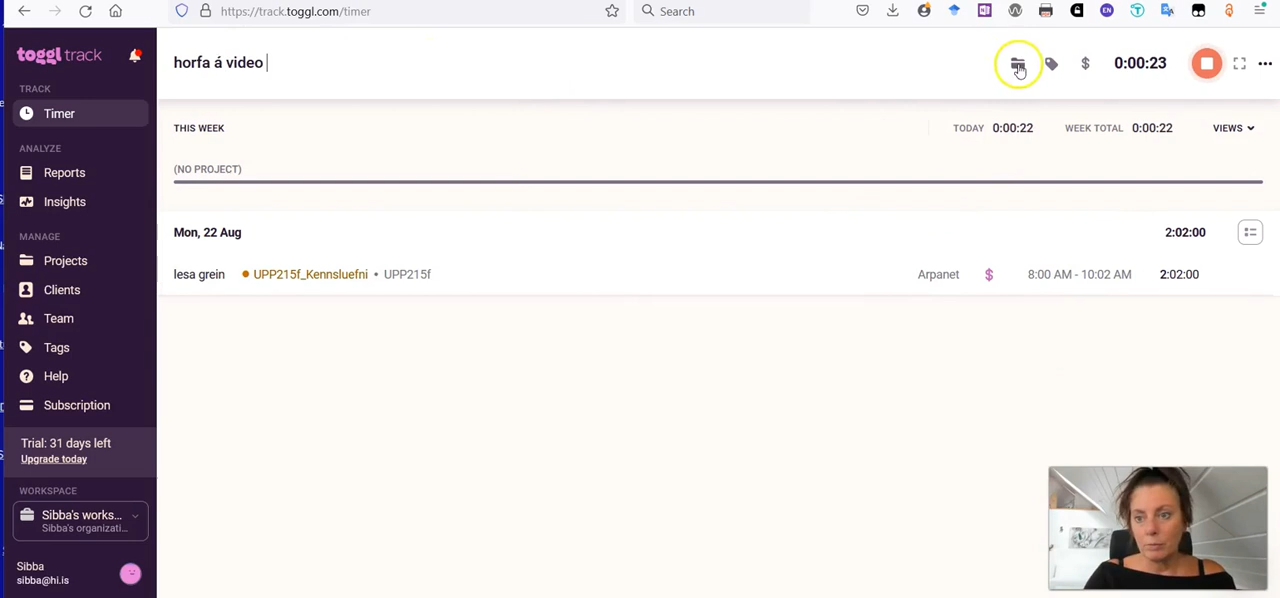 https://track.toggl.com/timer
Search
EN
toggl track
horfa á video
$
0:00:23
TRACK
Timer
THIS WEEK
TODAY 0:00:22
WEEK TOTAL 0:00:22
VIEWS
ANALYZE
Reports
(NO PROJECT)
Insights
MANAGE
Mon, 22 Aug
2:02:00
Projects
lesa grein
UPP215f_Kennsluefni • UPP215f
Arpanet
$
8:00 AM - 10:02 AM
2:02:00
Clients
Team
Tags
Help
Subscription
Trial: 31 days left
Upgrade today
WORKSPACE
Sibba's works...
Sibba's organizati...
Sibba
sibba@hi.is